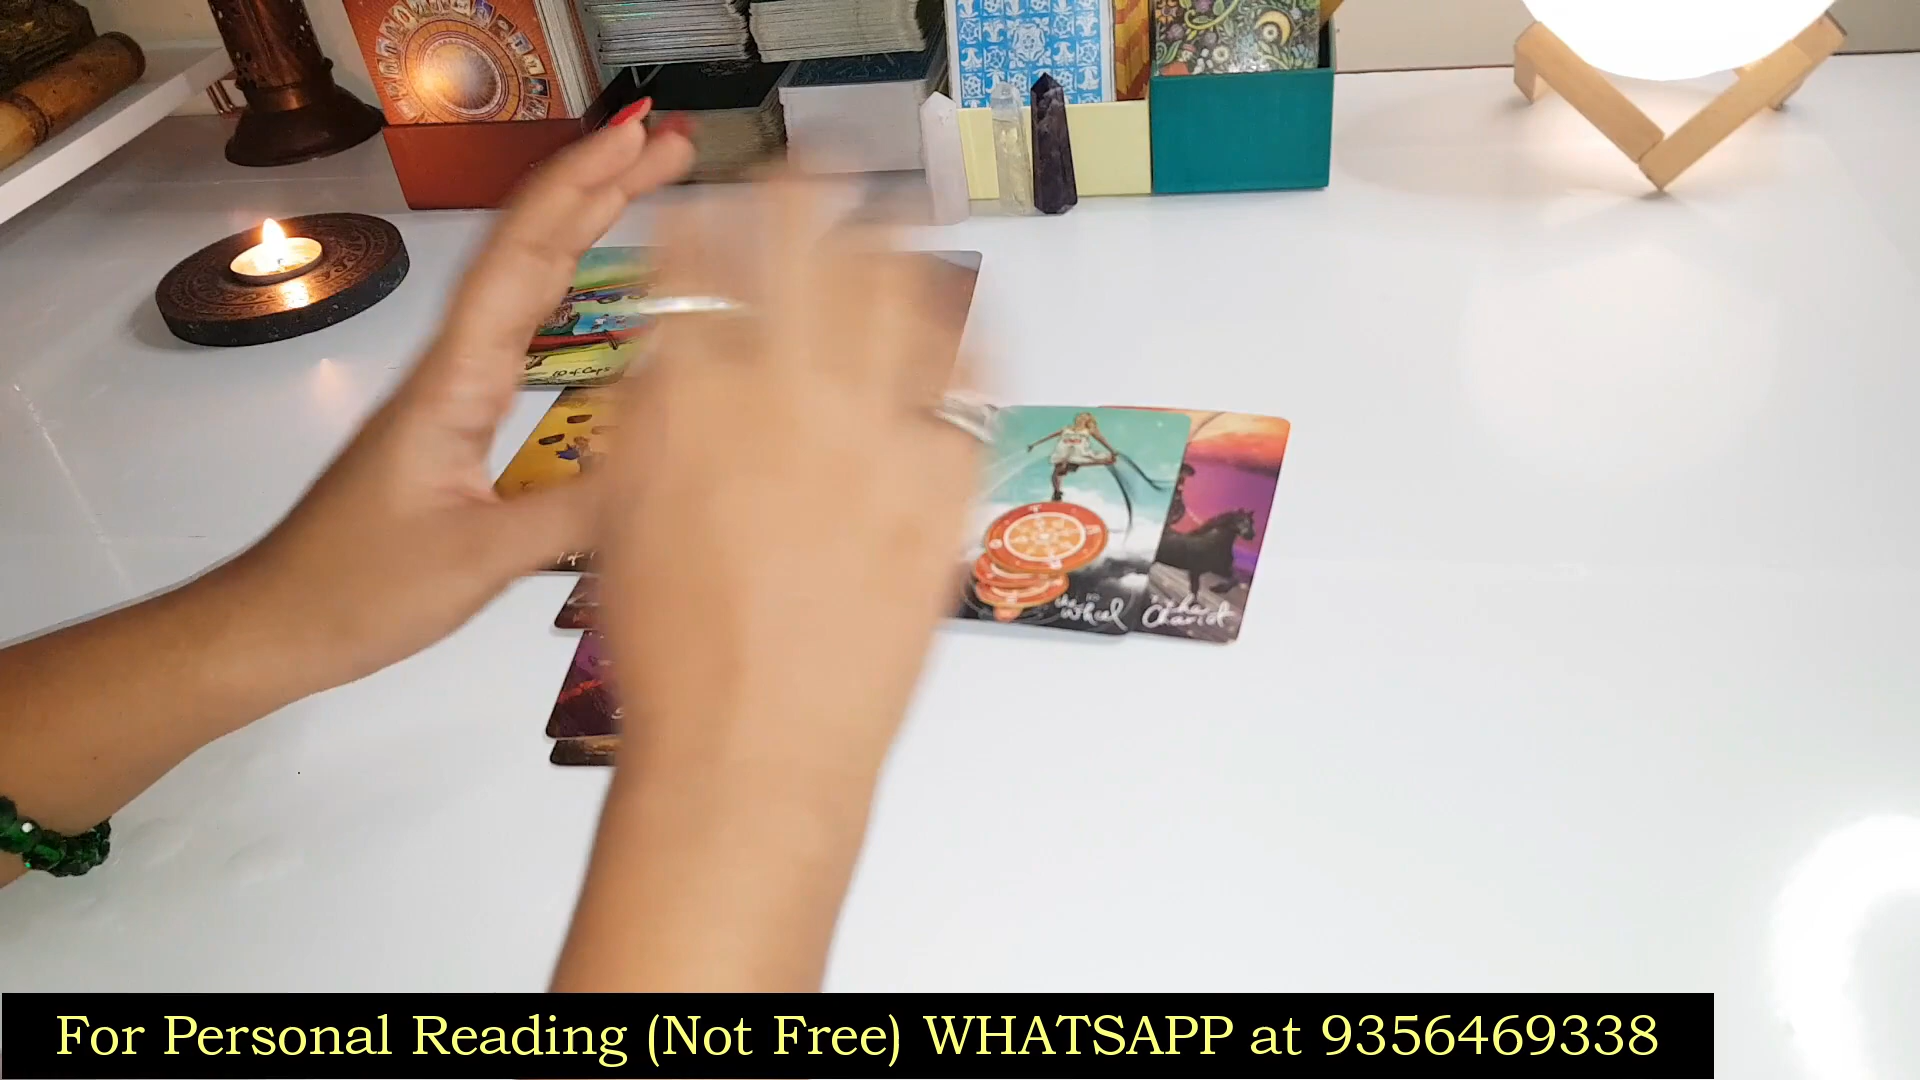 10 of Cups
the Wheel
the Chariot
For Personal Reading (Not Free) WHATSAPP at 9356469338